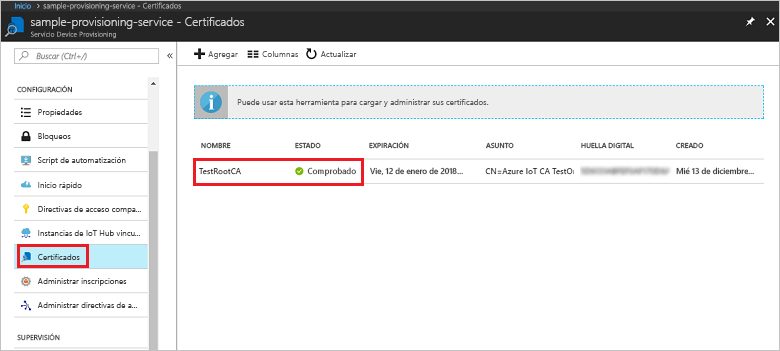 Inicio > sample-provisioning-service - Certificados
sample-provisioning-service - Certificados
Servicio Device Provisioning
Buscar (Ctrl+/)
«
CONFIGURACIÓN
Propiedades
Bloqueos
Script de automatización
Inicio rápido
Directivas de acceso compa...
Instancias de IoT Hub vincu...
Certificados
Administrar inscripciones
Administrar directivas de a...
SUPERVISIÓN
Agregar Columnas Actualizar
Puede usar esta herramienta para cargar y administrar sus certificados.
NOMBRE ESTADO EXPIRACIÓN ASUNTO HUELLA DIGITAL CREADO
TestRootCA Comprobado Vie, 12 de enero de 2018... CN=Azure IoT CA TestOr Mié 13 de diciembre...